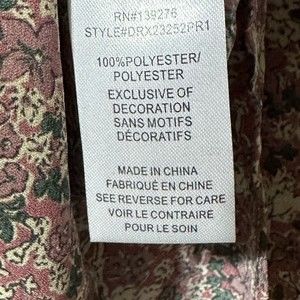 RN#139276
STYLE#DRX23252PR1
100%POLYESTER/
POLYESTER
EXCLUSIVE OF
DECORATION
SANS MOTIFS
DÉCORATIFS
MADE IN CHINA
FABRIQUÉ EN CHINE
SEE REVERSE FOR CARE
VOIR LE CONTRAIRE
POUR LE SOIN